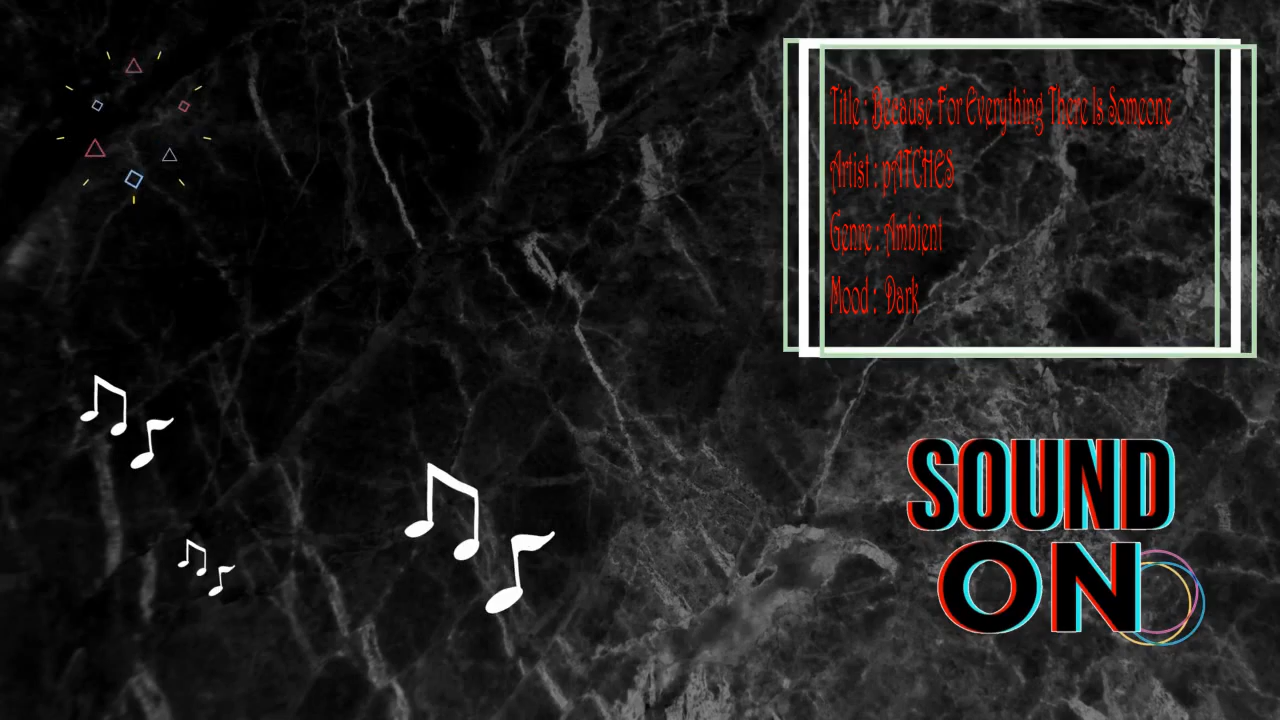 Title : Because For Everything There Is Someone
Artist : pATCHES
Genre : Ambient
Mood : Dark
SOUND
ON